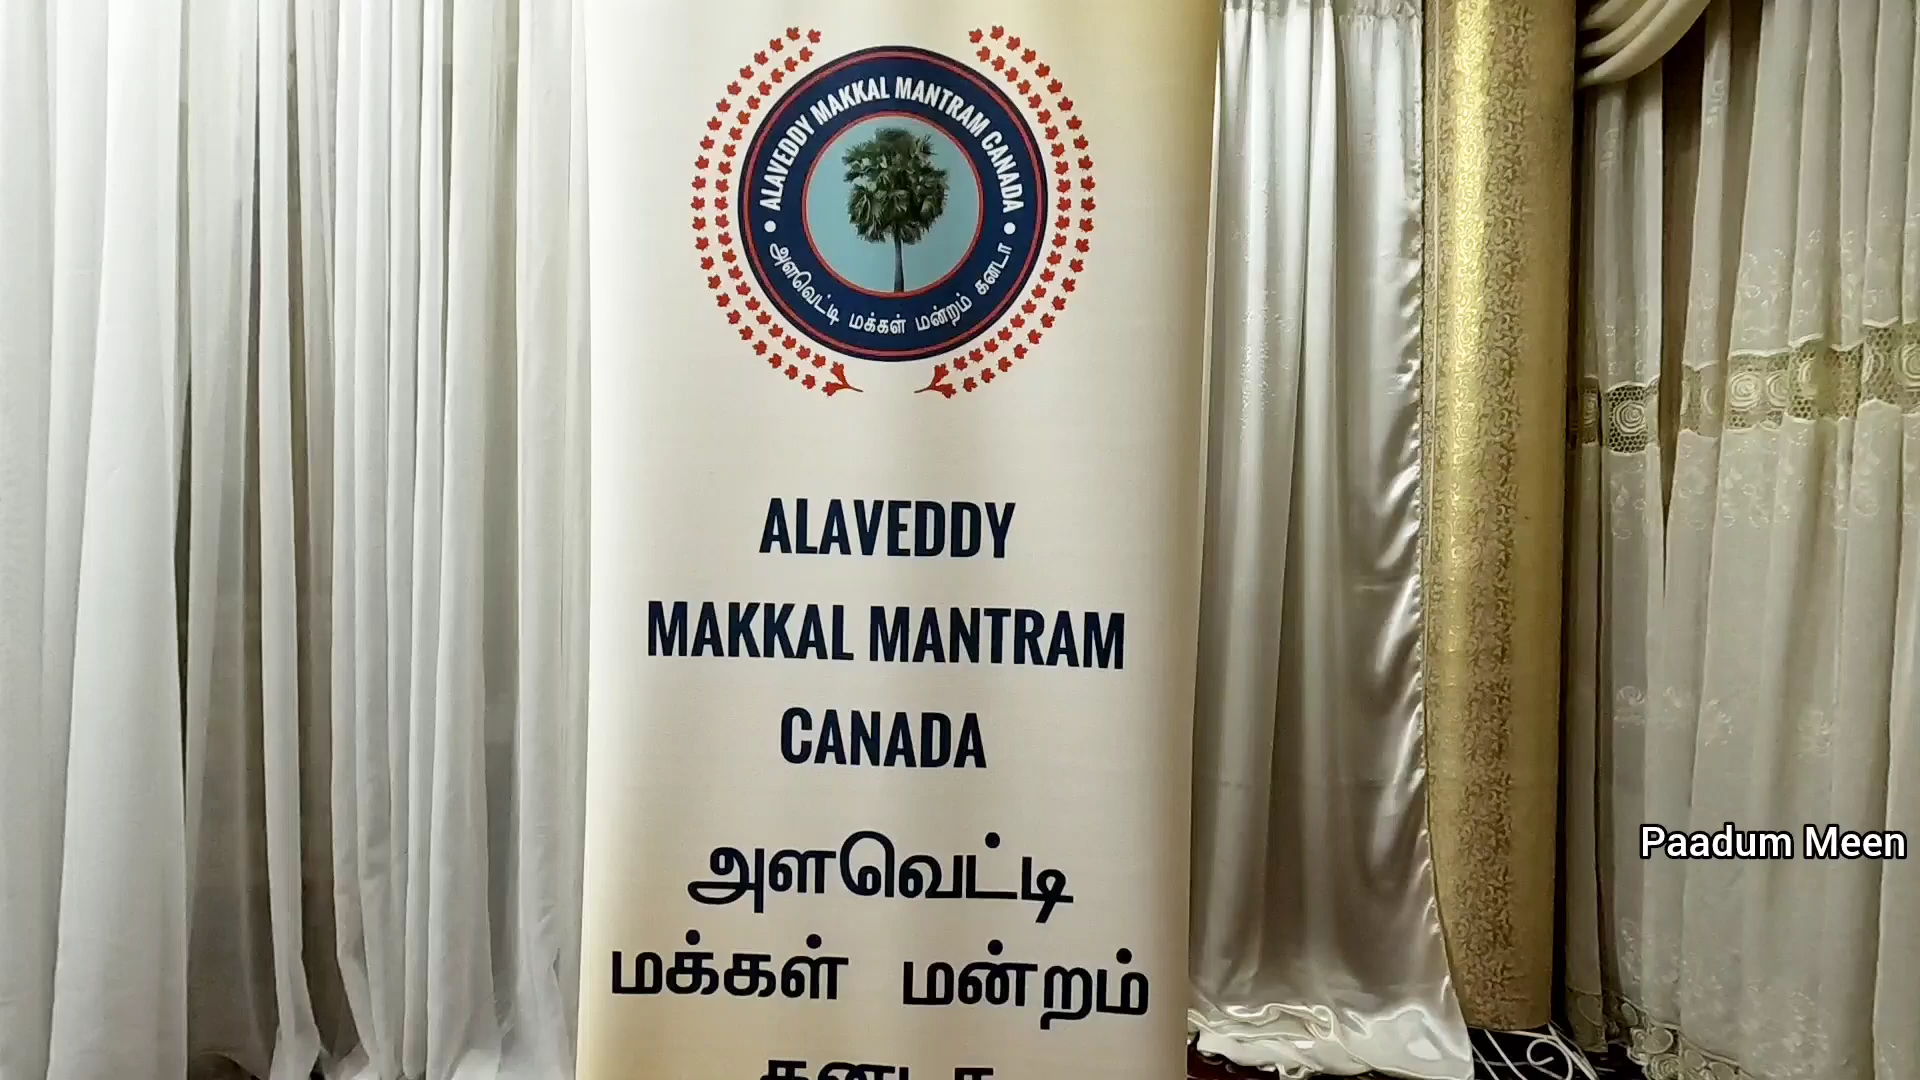 ALAVEDDY MAKKAL MANTRAM CANADA
அளவெட்டி மக்கள் மன்றம் கனடா
ALAVEDDY
MAKKAL MANTRAM
CANADA
அளவெட்டி
மக்கள் மன்றம்
கனடா
Paadum Meen